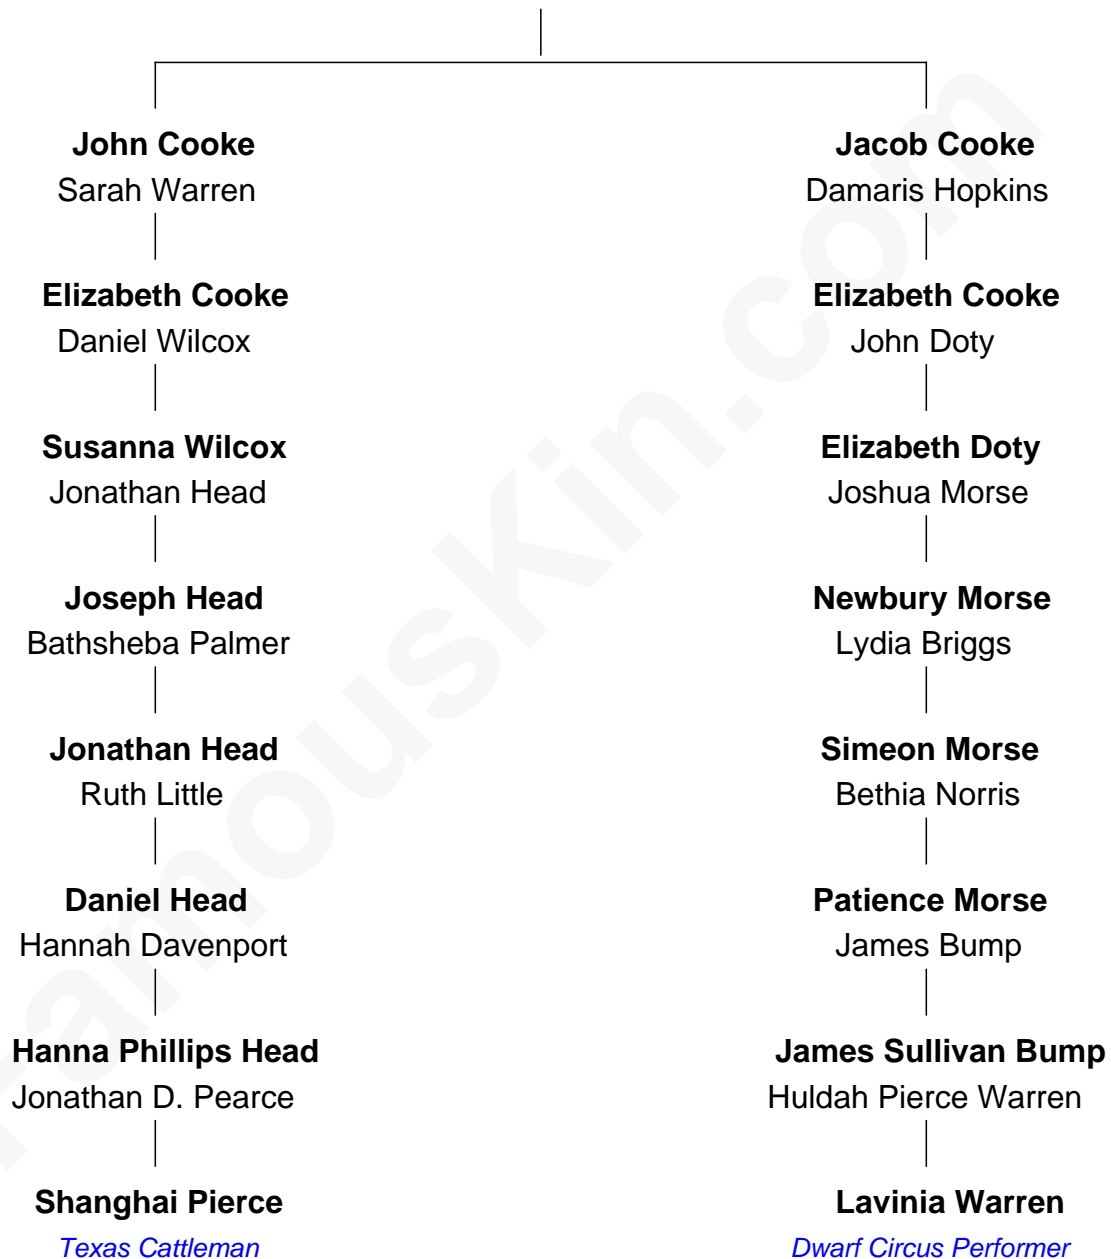 John Cooke
Sarah Warren
Jacob Cooke
Damaris Hopkins
Elizabeth Cooke
Daniel Wilcox
Elizabeth Cooke
John Doty
Susanna Wilcox
Jonathan Head
Elizabeth Doty
Joshua Morse
Joseph Head
Bathsheba Palmer
Newbury Morse
Lydia Briggs
Jonathan Head
Ruth Little
Simeon Morse
Bethia Norris
Daniel Head
Hannah Davenport
Patience Morse
James Bump
Hanna Phillips Head
Jonathan D. Pearce
James Sullivan Bump
Huldah Pierce Warren
Shanghai Pierce
Texas Cattleman
Lavinia Warren
Dwarf Circus Performer
FamousKin.com